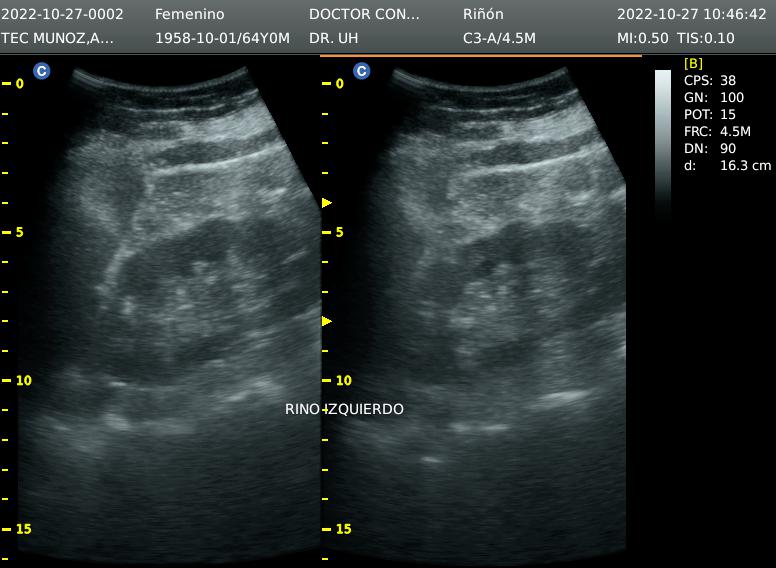 2022-10-27-0002 Femenino DOCTOR CON... Riñón 2022-10-27 10:46:42
TEC MUNOZ,A... 1958-10-01/64Y0M DR. UH C3-A/4.5M MI:0.50 TIS:0.10
C C
[B]
CPS: 38
GN: 100
POT: 15
FRC: 4.5M
DN: 90
d: 16.3 cm
0 0
5 5
10 10
RINO IZQUIERDO
15 15